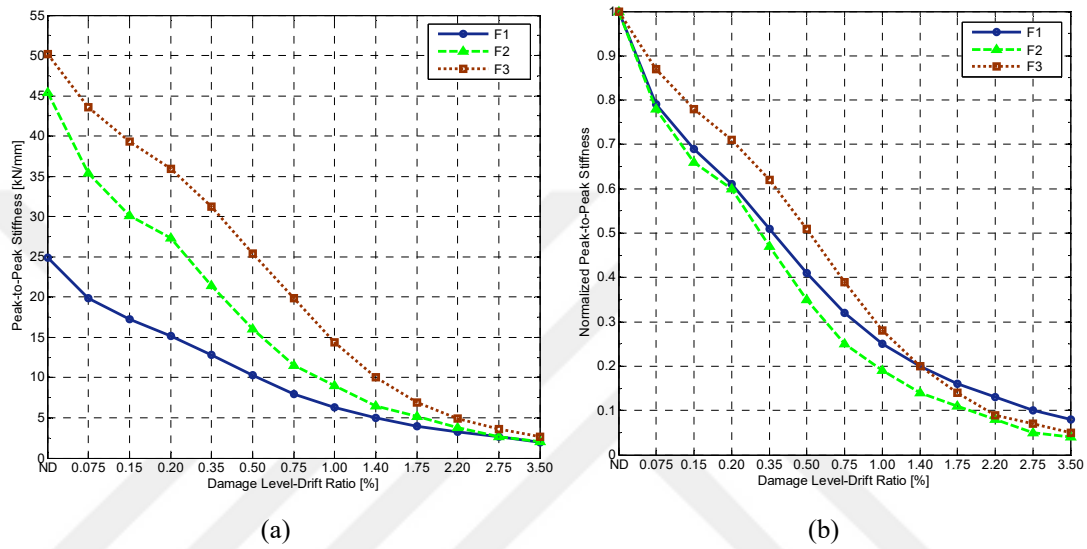 55
50
45
40
35
30
25
20
15
10
5
0
Peak-to-Peak Stiffness [kN/mm]
F1
F2
F3
ND 0.075 0.15 0.20 0.35 0.50 0.75 1.00 1.40 1.75 2.20 2.75 3.50
Damage Level-Drift Ratio [%]
(a)
1
0.9
0.8
0.7
0.6
0.5
0.4
0.3
0.2
0.1
0
Normalized Peak-to-Peak Stiffness
F1
F2
F3
ND 0.075 0.15 0.20 0.35 0.50 0.75 1.00 1.40 1.75 2.20 2.75 3.50
Damage Level-Drift Ratio [%]
(b)